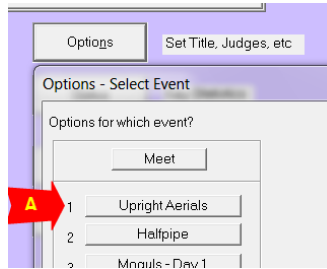 Options Set Title, Judges, etc
Options - Select Event
Options for which event?
Meet
A 1 Upright Aerials
2 Halfpipe
3 Moguls - Day 1